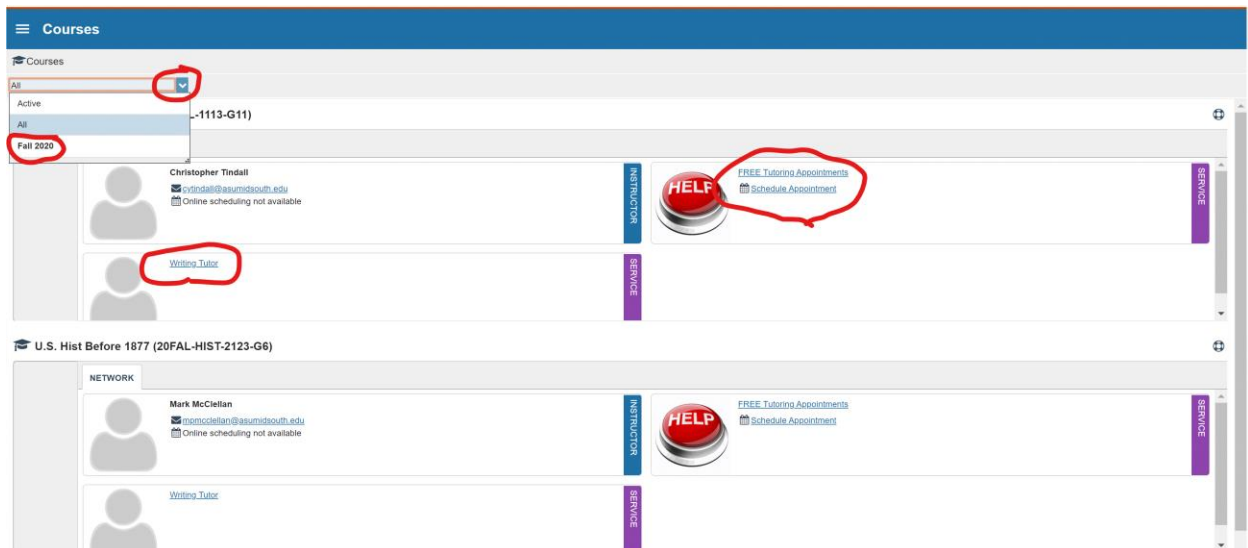 Courses
Courses
All
Active
All
Fall 2020
-1113-G11)
Christopher Tindall
cytindall@asumidsouth.edu
Online scheduling not available
INSTRUCTOR
HELP
FREE Tutoring Appointments
Schedule Appointment
SERVICE
Writing Tutor
SERVICE
U.S. Hist Before 1877 (20FAL-HIST-2123-G6)
NETWORK
Mark McClellan
mpmcclellan@asumidsouth.edu
Online scheduling not available
INSTRUCTOR
HELP
FREE Tutoring Appointments
Schedule Appointment
SERVICE
Writing Tutor
SERVICE